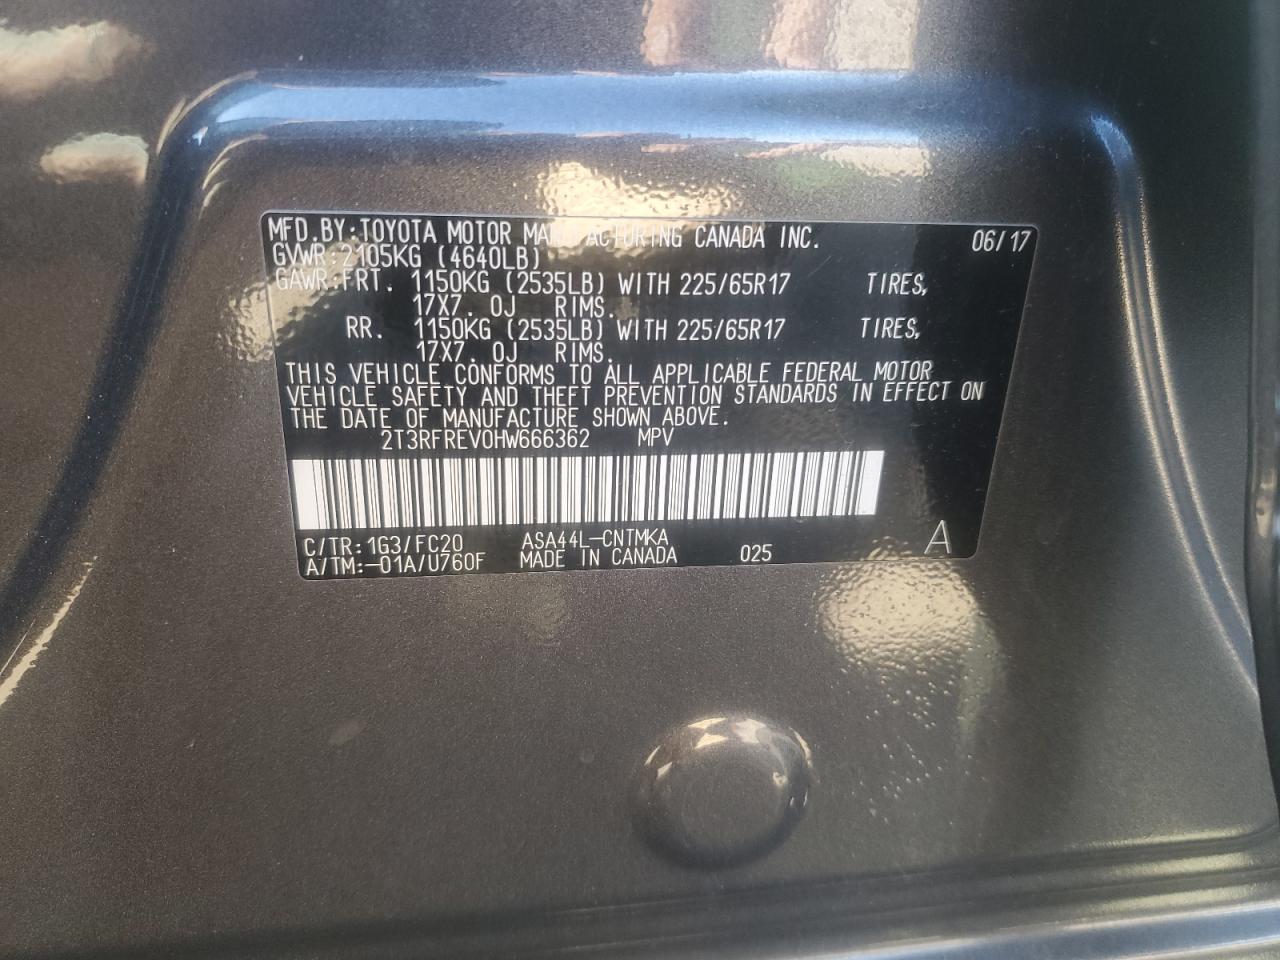 MFD.BY:TOYOTA MOTOR MANUFACTURING CANADA INC. 06/17
GVWR:2105KG (4640LB)
GAWR:FRT. 1150KG (2535LB) WITH 225/65R17 TIRES,
17X7. 0J RIMS.
RR. 1150KG (2535LB) WITH 225/65R17 TIRES,
17X7. 0J RIMS.
THIS VEHICLE CONFORMS TO ALL APPLICABLE FEDERAL MOTOR
VEHICLE SAFETY AND THEFT PREVENTION STANDARDS IN EFFECT ON
THE DATE OF MANUFACTURE SHOWN ABOVE.
2T3RFREV0HW666362 MPV
C/TR:1G3/FC20 ASA44L-CNTMKA
A/TM:-01A/U760F MADE IN CANADA 025 A